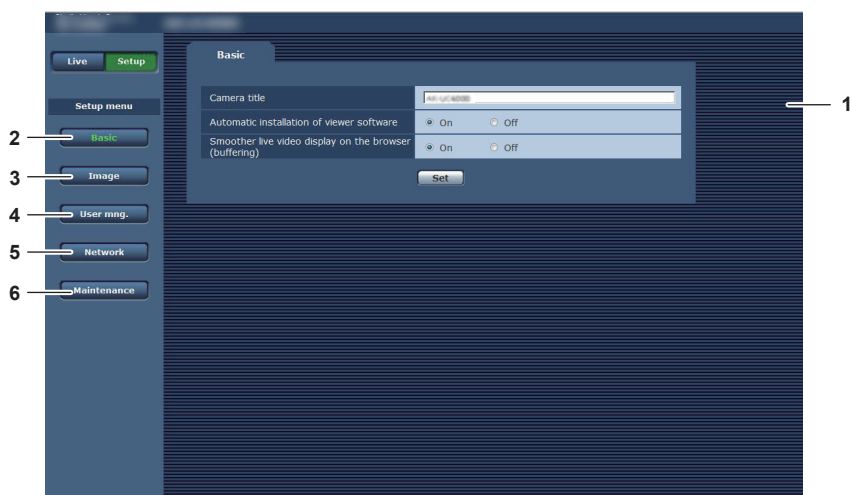 Live Setup
Basic
Camera title
Automatic installation of viewer software On Off
Smoother live video display on the browser
(buffering) On Off
Set
Setup menu
1
2 Basic
3 Image
4 User mng.
5 Network
6 Maintenance